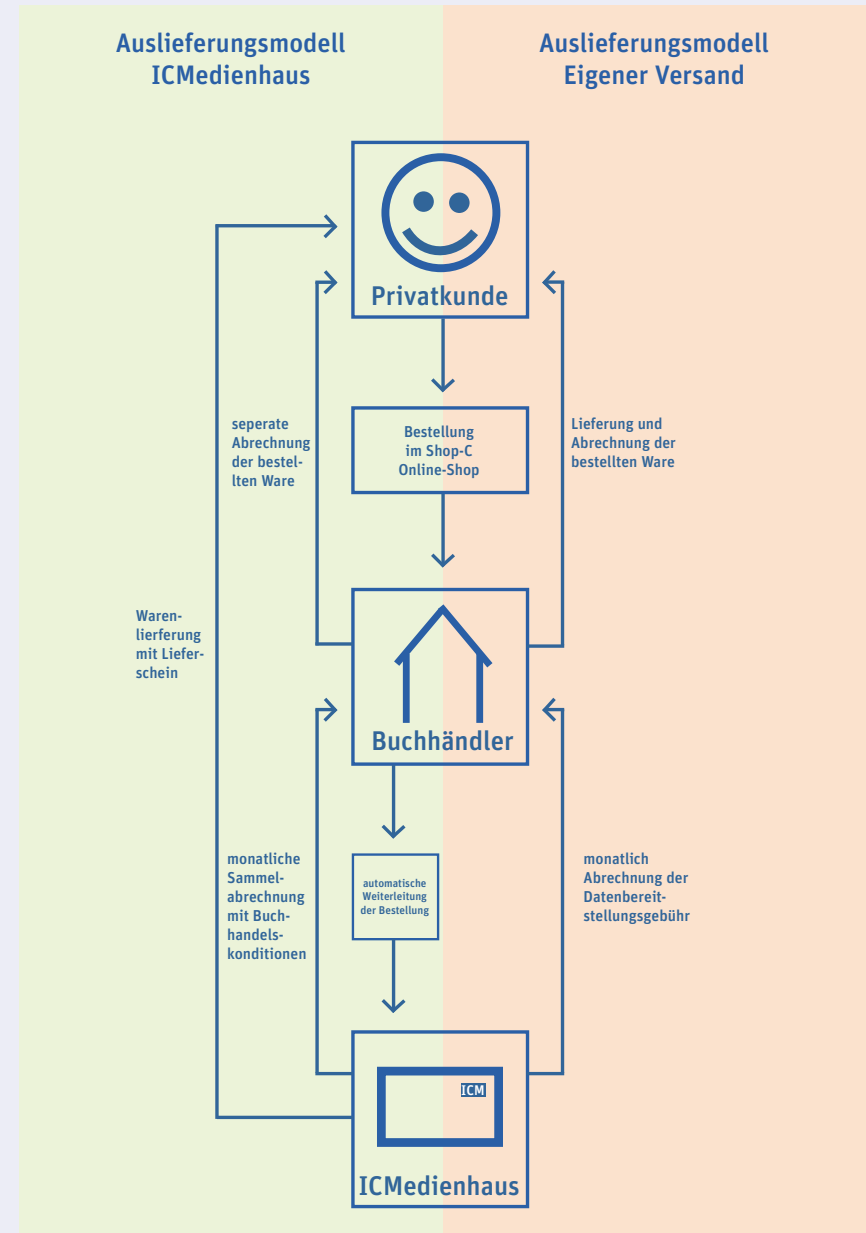 Auslieferungsmodell
ICMedienhaus
Auslieferungsmodell
Eigener Versand
Privatkunde
seperate
Abrechnung
der bestel-
lten Ware
Bestellung
im Shop-C
Online-Shop
Lieferung und
Abrechnung der
bestellten Ware
Waren-
lierferung
mit Liefer-
schein
Buchhändler
monatliche
Sammel-
abrechnung
mit Buch-
handels-
konditionen
automatische
Weiterleitung
der Bestellung
monatlich
Abrechnung der
Datenbereit-
stellungsgebühr
ICM
ICMedienhaus